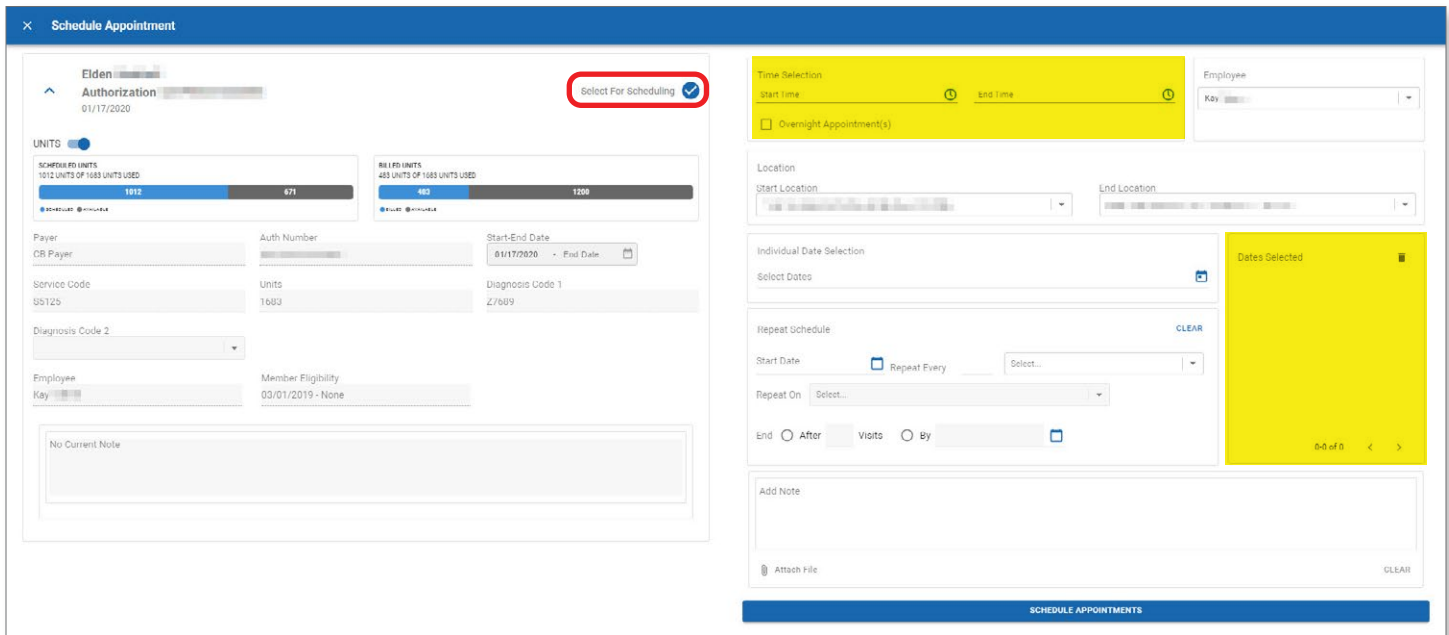 × Schedule Appointment
Elden
Authorization
01/17/2020
Select For Scheduling
UNITS
SCHEDULED UNITS
1012 UNITS OF 1683 UNITS USED
1012 671
SCHEDULED AVAILABLE
BILLED UNITS
483 UNITS OF 1683 UNITS USED
483 1200
BILLED AVAILABLE
Payer
CB Payer
Auth Number
Start-End Date
01/17/2020 - End Date
Service Code
S5125
Units
1683
Diagnosis Code 1
Z7689
Diagnosis Code 2
Employee
Kay
Member Eligibility
03/01/2019 - None
No Current Note
Time Selection
Start Time
End Time
Overnight Appointment(s)
Employee
Kay
Location
Start Location
End Location
Individual Date Selection
Select Dates
Dates Selected
0-0 of 0
Repeat Schedule
CLEAR
Start Date
Repeat Every
Select...
Repeat On Select...
End After Visits By
Add Note
Attach File
CLEAR
SCHEDULE APPOINTMENTS